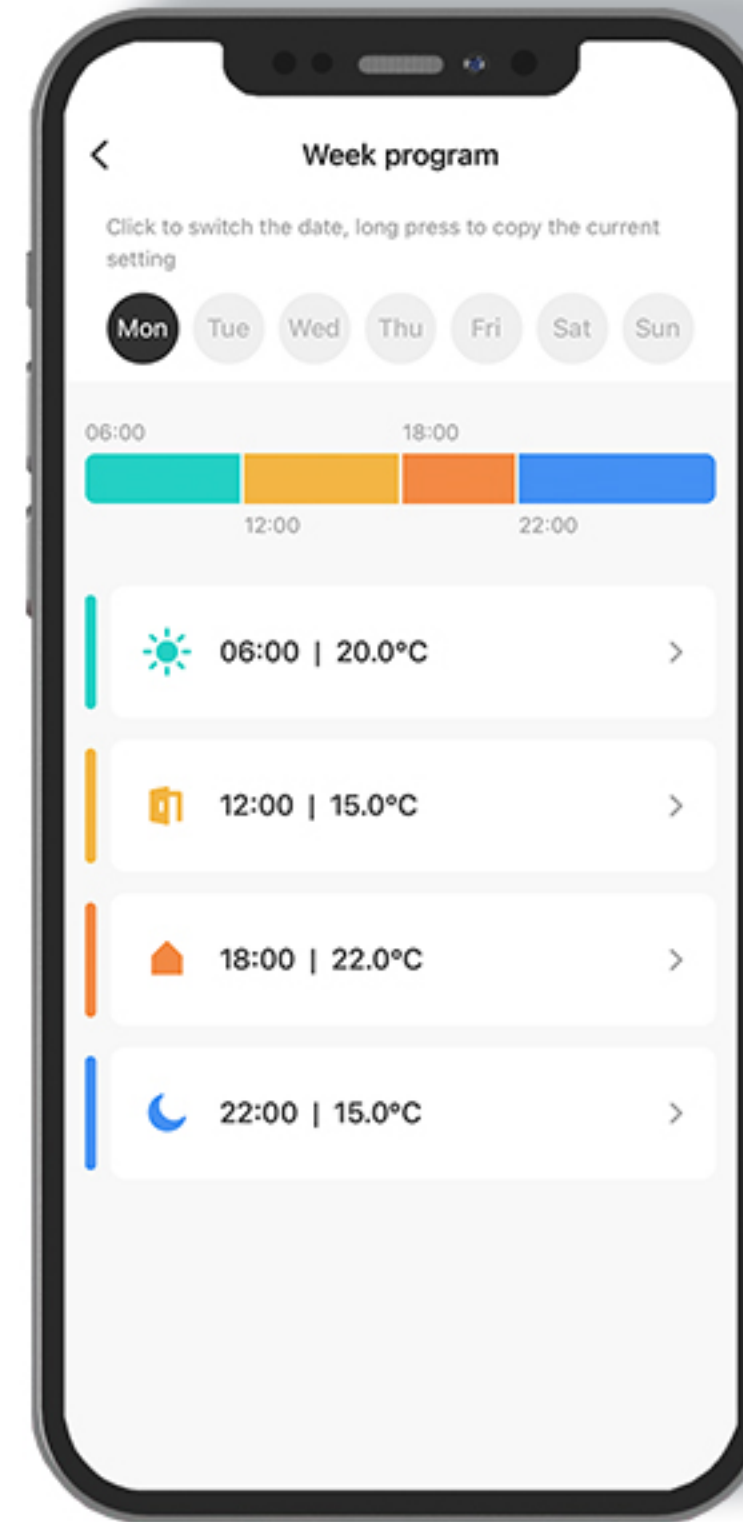 Week program
Click to switch the date, long press to copy the current
setting
Mon Tue Wed Thu Fri Sat Sun
06:00 18:00
12:00 22:00
06:00 | 20.0°C
12:00 | 15.0°C
18:00 | 22.0°C
22:00 | 15.0°C